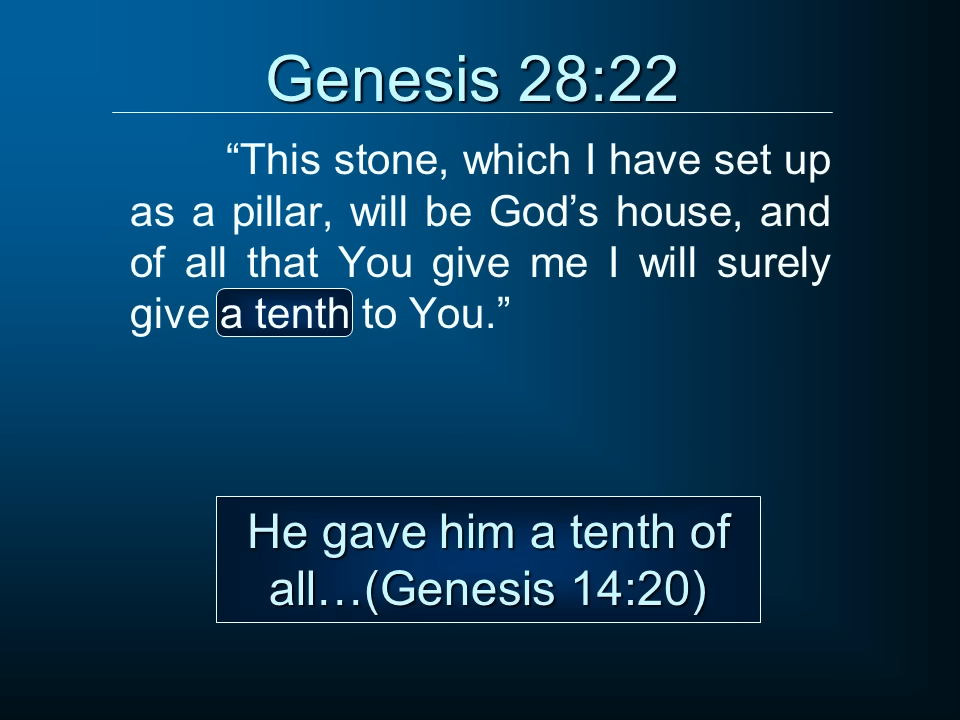 Genesis 28:22
“This stone, which I have set up
as a pillar, will be God’s house, and
of all that You give me I will surely
give a tenth to You.”
He gave him a tenth of
all…(Genesis 14:20)